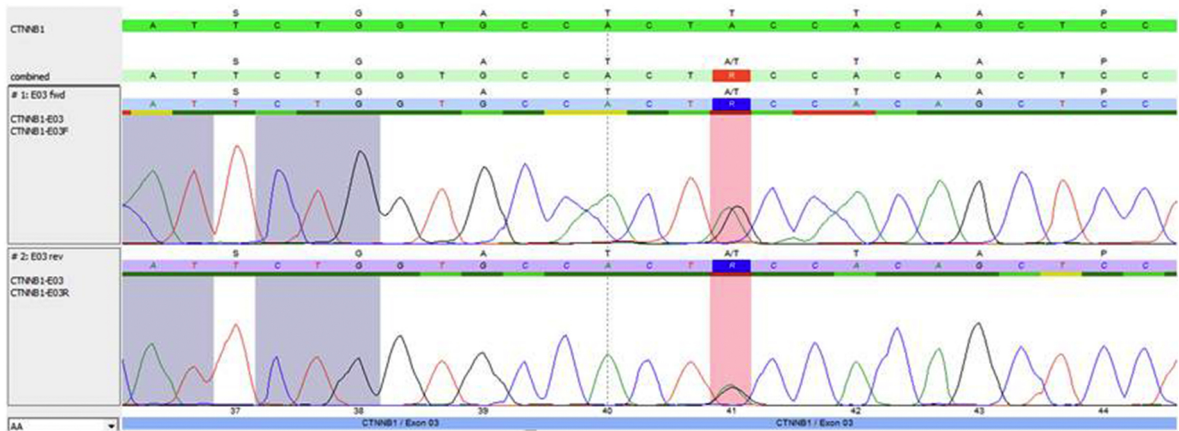 S G A T T T A P
CTNNB1 A T T C T G G T G C C A C T A C C A C A G C T C C
S G A T A/T T A P
combined A T T C T G G T G C C A C T R C C A C A G C T C C
# 1: E03 fwd S G A T A/T T A P
A T T C T G G T G C C A C T R C C A C A G C T C C
CTNNB1-E03
CTNNB1-E03F
# 2: E03 rev S G A T A/T T A P
A T T C T G G T G C C A C T R C C A C A G C T C C
CTNNB1-E03
CTNNB1-E03R
37 38 39 40 41 42 43 44
AA CTNNB1 / Exon 03 CTNNB1 / Exon 03